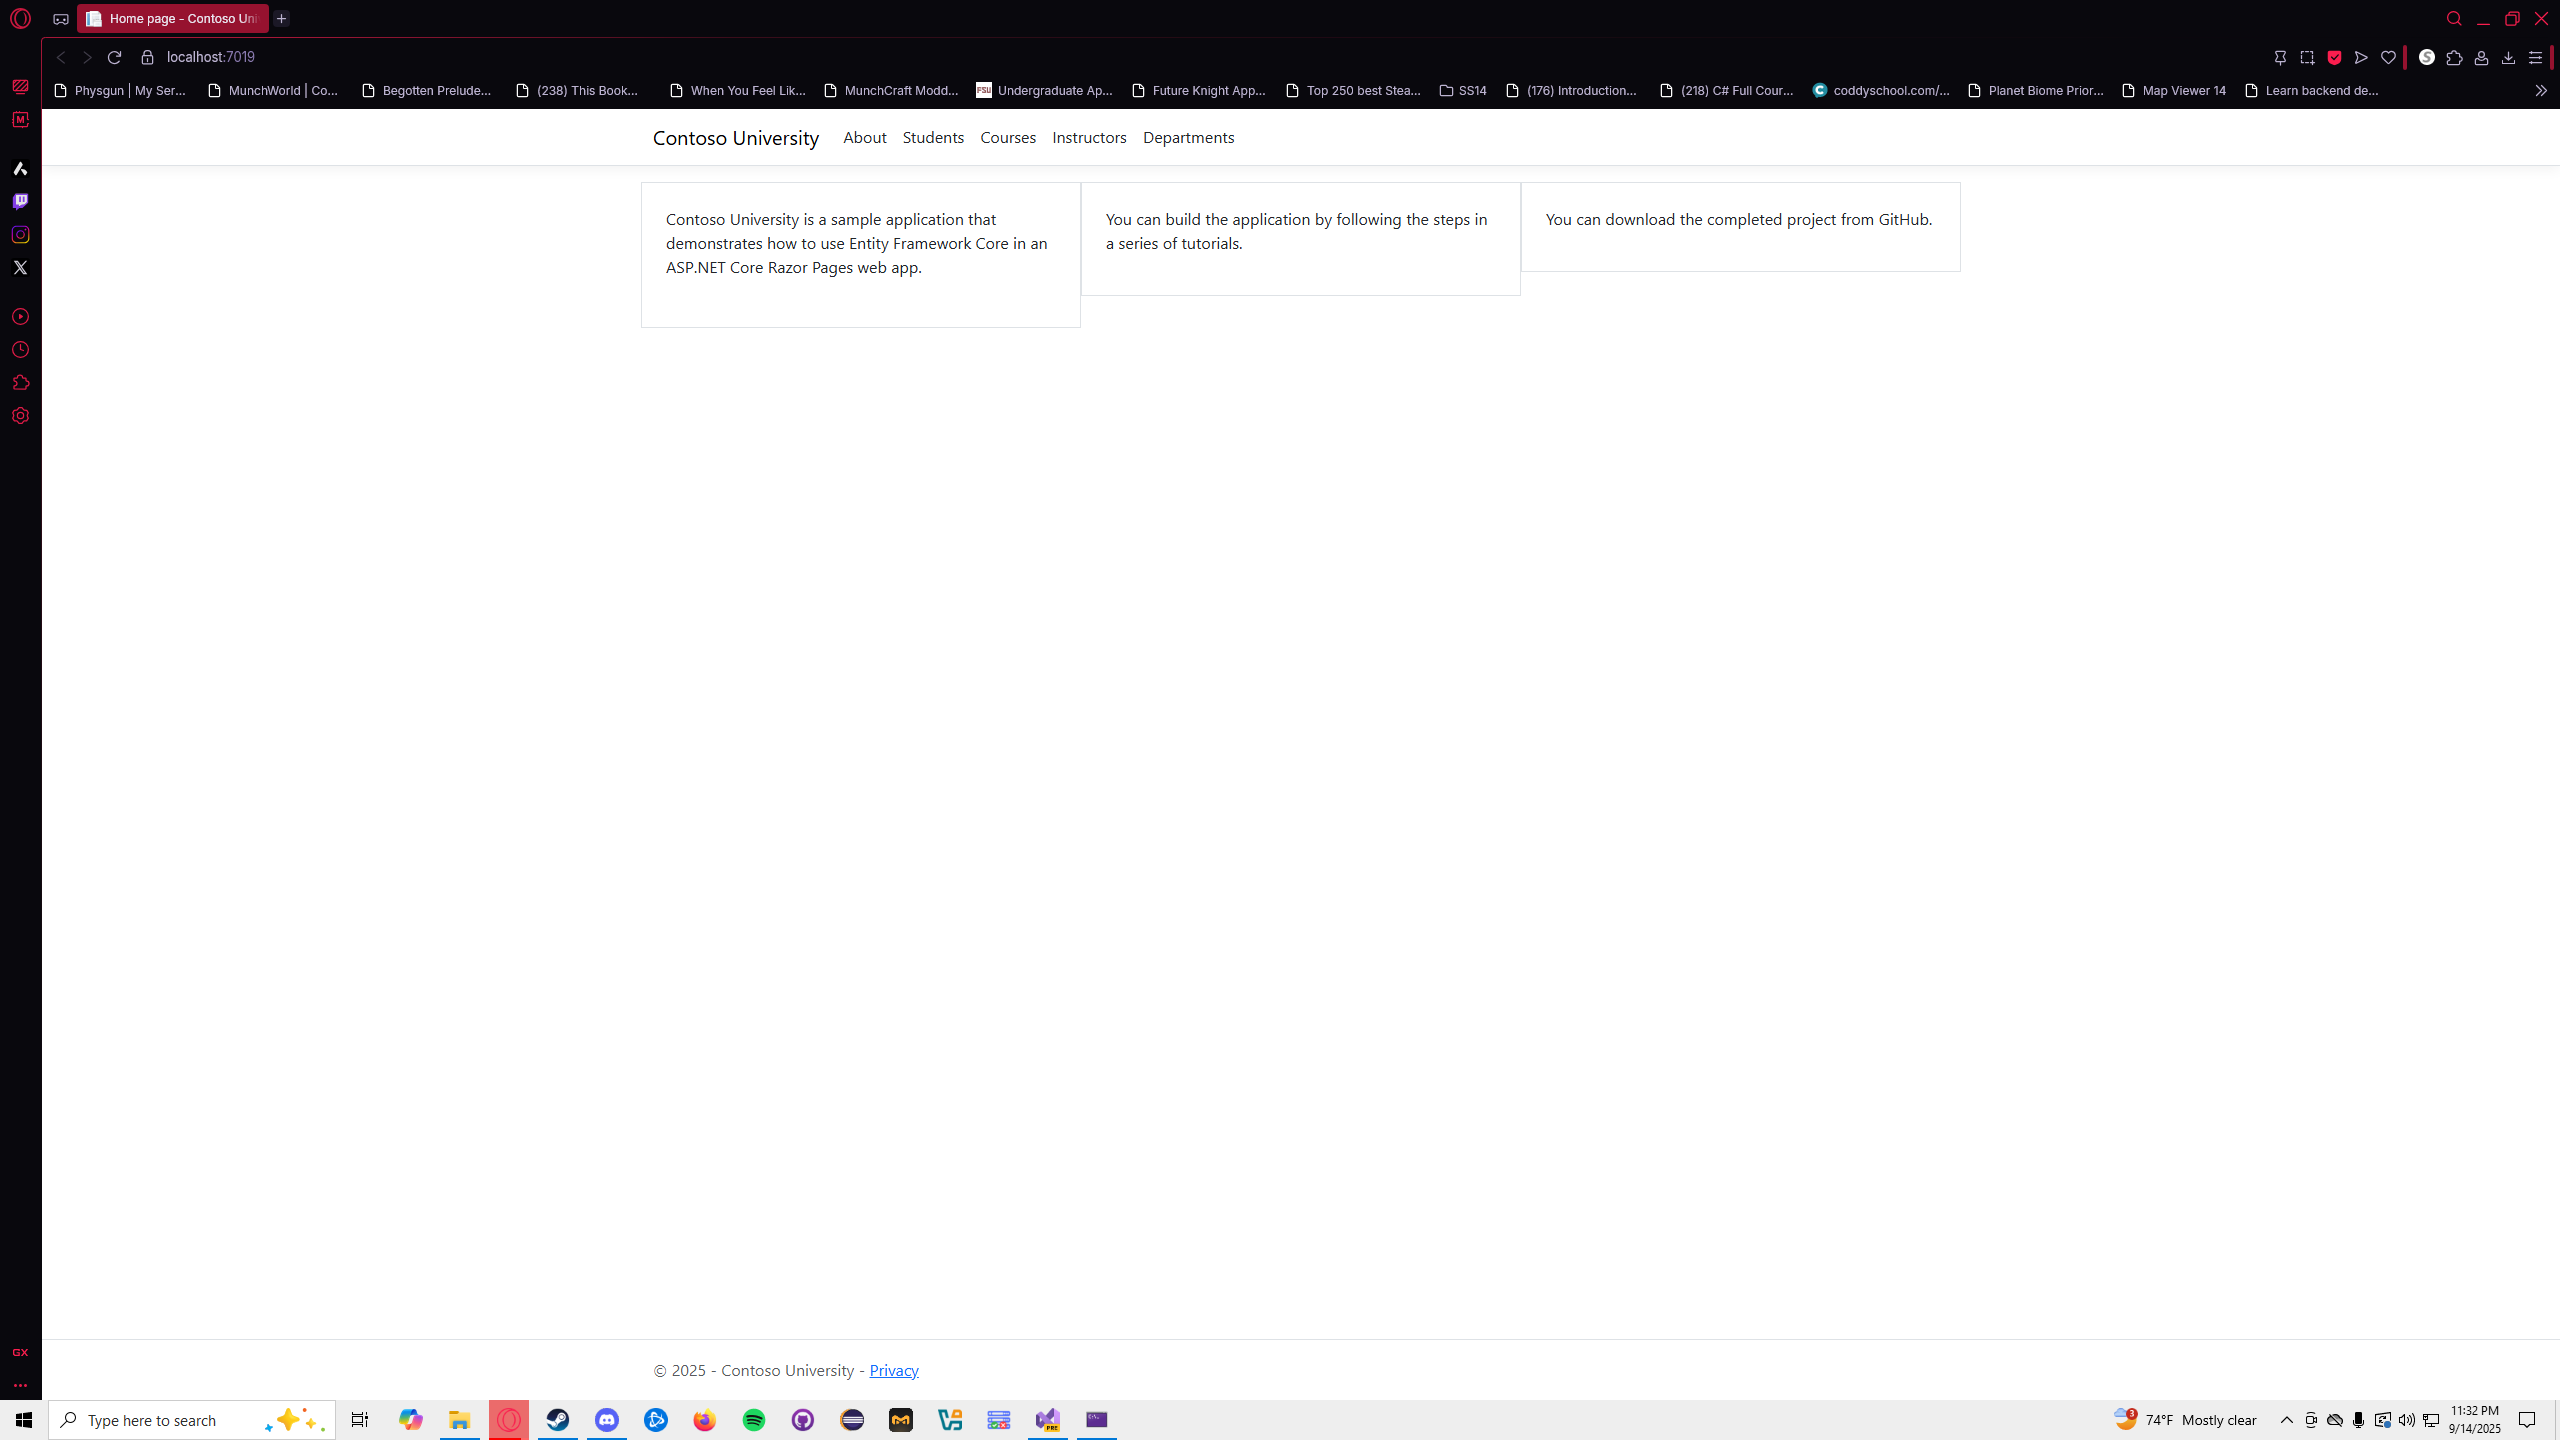 Home page - Contoso Uni
localhost:7019
Physgun | My Ser...
MunchWorld | Co...
Begotten Prelude...
(238) This Book...
When You Feel Lik...
MunchCraft Modd...
FSU
Undergraduate Ap...
Future Knight App...
Top 250 best Stea...
SS14
(176) Introduction...
(218) C# Full Cour...
coddyschool.com/...
Planet Biome Prior...
Map Viewer 14
Learn backend de...
Contoso University
About
Students
Courses
Instructors
Departments
Contoso University is a sample application that
demonstrates how to use Entity Framework Core in an
ASP.NET Core Razor Pages web app.
You can build the application by following the steps in
a series of tutorials.
You can download the completed project from GitHub.
GX
© 2025 - Contoso University - Privacy
Type here to search
PRE
3
74°F Mostly clear
11:32 PM
9/14/2025